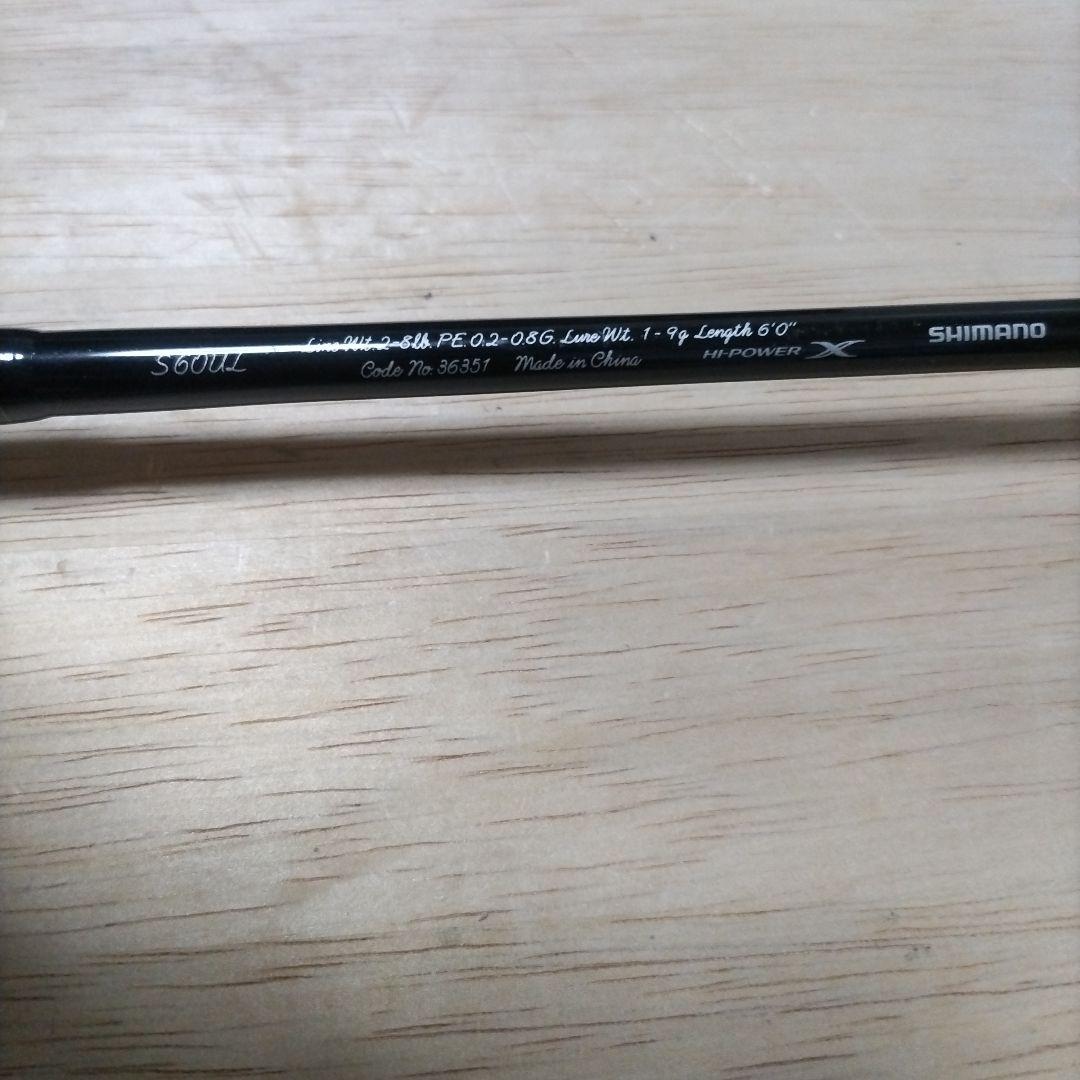 S60UL
Line Wt. 2-8lb. PE. 0.2-0.8G. Lure Wt. 1-9g Length 6'0"
Code No. 36351 Made in China
HI-POWER X
SHIMANO